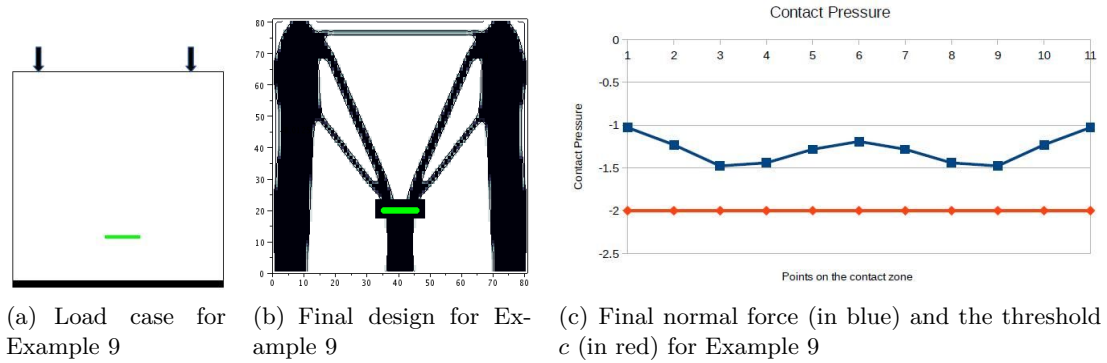 Contact Pressure
80
70
60
50
40
30
20
10
0
0 10 20 30 40 50 60 70 80
0
-0.5
-1
-1.5
-2
-2.5
1 2 3 4 5 6 7 8 9 10 11
Contact Pressure
Points on the contact zone
(a) Load case for
Example 9
(b) Final design for Ex-
ample 9
(c) Final normal force (in blue) and the threshold
c (in red) for Example 9